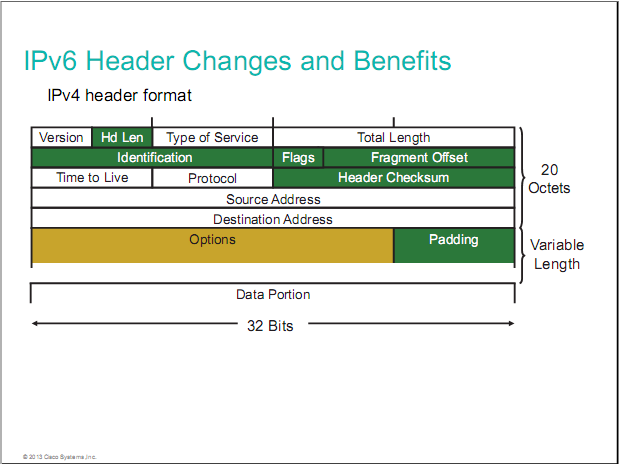 IPv6 Header Changes and Benefits
IPv4 header format
Version Hd Len Type of Service Total Length
Identification Flags Fragment Offset
Time to Live Protocol Header Checksum
Source Address
Destination Address
Options Padding
20
Octets
Variable
Length
Data Portion
32 Bits
© 2013 Cisco Systems, Inc.